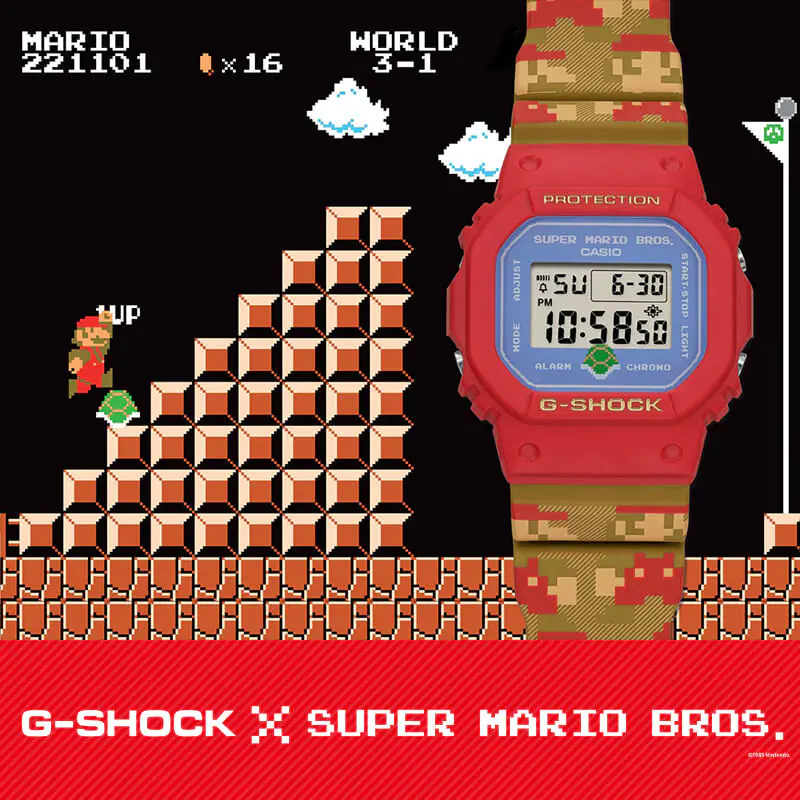 MARIO
221101
×16
WORLD
3-1
1UP
PROTECTION
SUPER MARIO BROS.
CASIO
ADJUST
MODE
START·STOP
LIGHT
SU 6-30
PM
10:58 50
ALARM
CHRONO
G-SHOCK
G-SHOCK X SUPER MARIO BROS.
©1985 Nintendo.